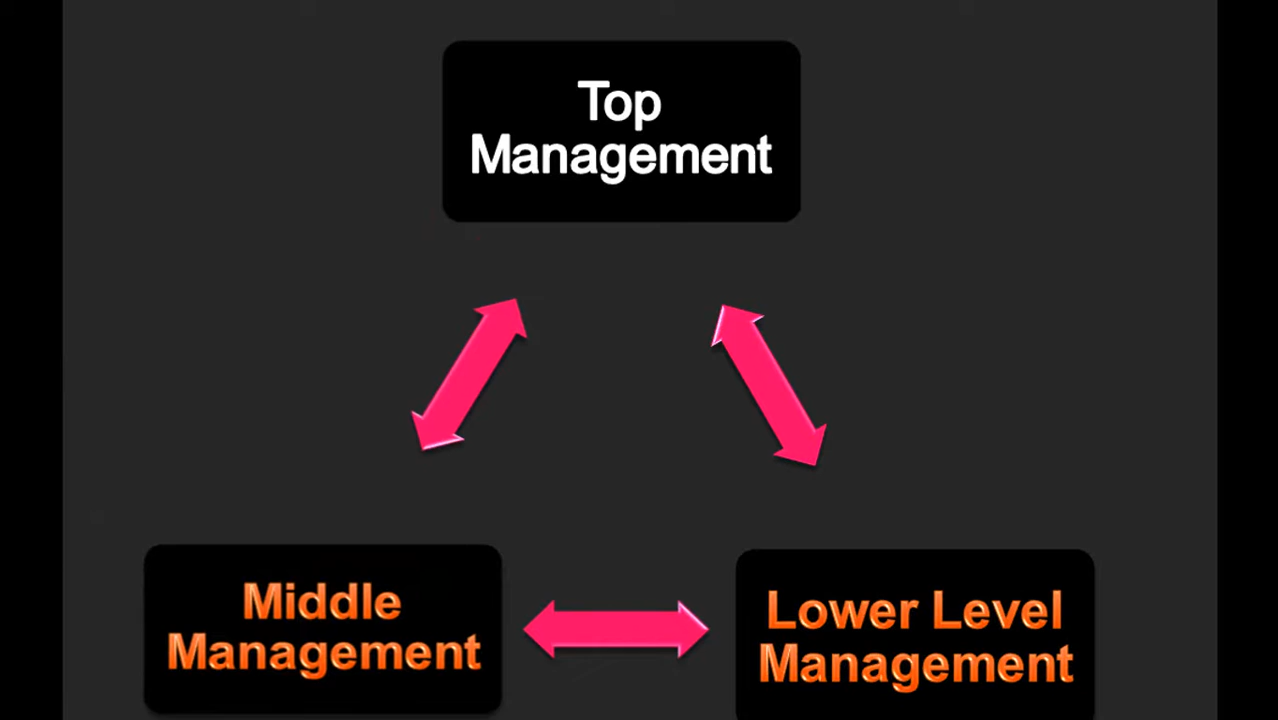 Top
Management
Middle
Management
Lower Level
Management